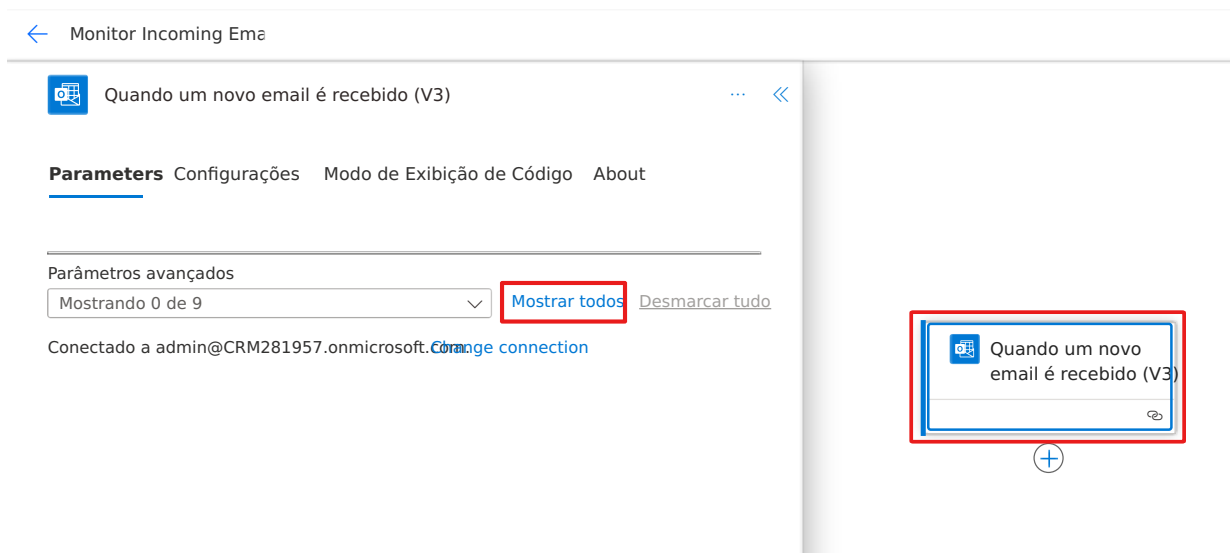 Monitor Incoming Ema
Quando um novo email é recebido (V3)
Parameters Configurações Modo de Exibição de Código About
Parâmetros avançados
Mostrando 0 de 9 Mostrar todos Desmarcar tudo
Conectado a admin@CRM281957.onmicrosoft.com. Change connection
Quando um novo
email é recebido (V3)